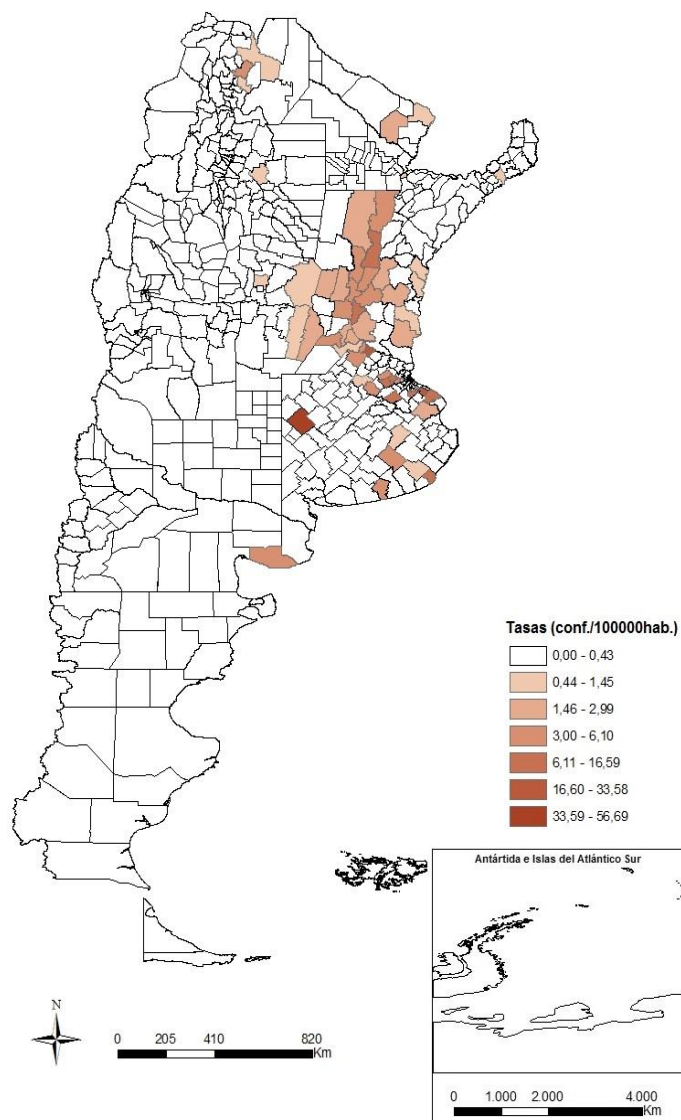 Tasas (conf./100000hab.)
0,00 - 0,43
0,44 - 1,45
1,46 - 2,99
3,00 - 6,10
6,11 - 16,59
16,60 - 33,58
33,59 - 56,69
Antártida e Islas del Atlántico Sur
N
0 205 410 820
Km
0 1.000 2.000 4.000
Km